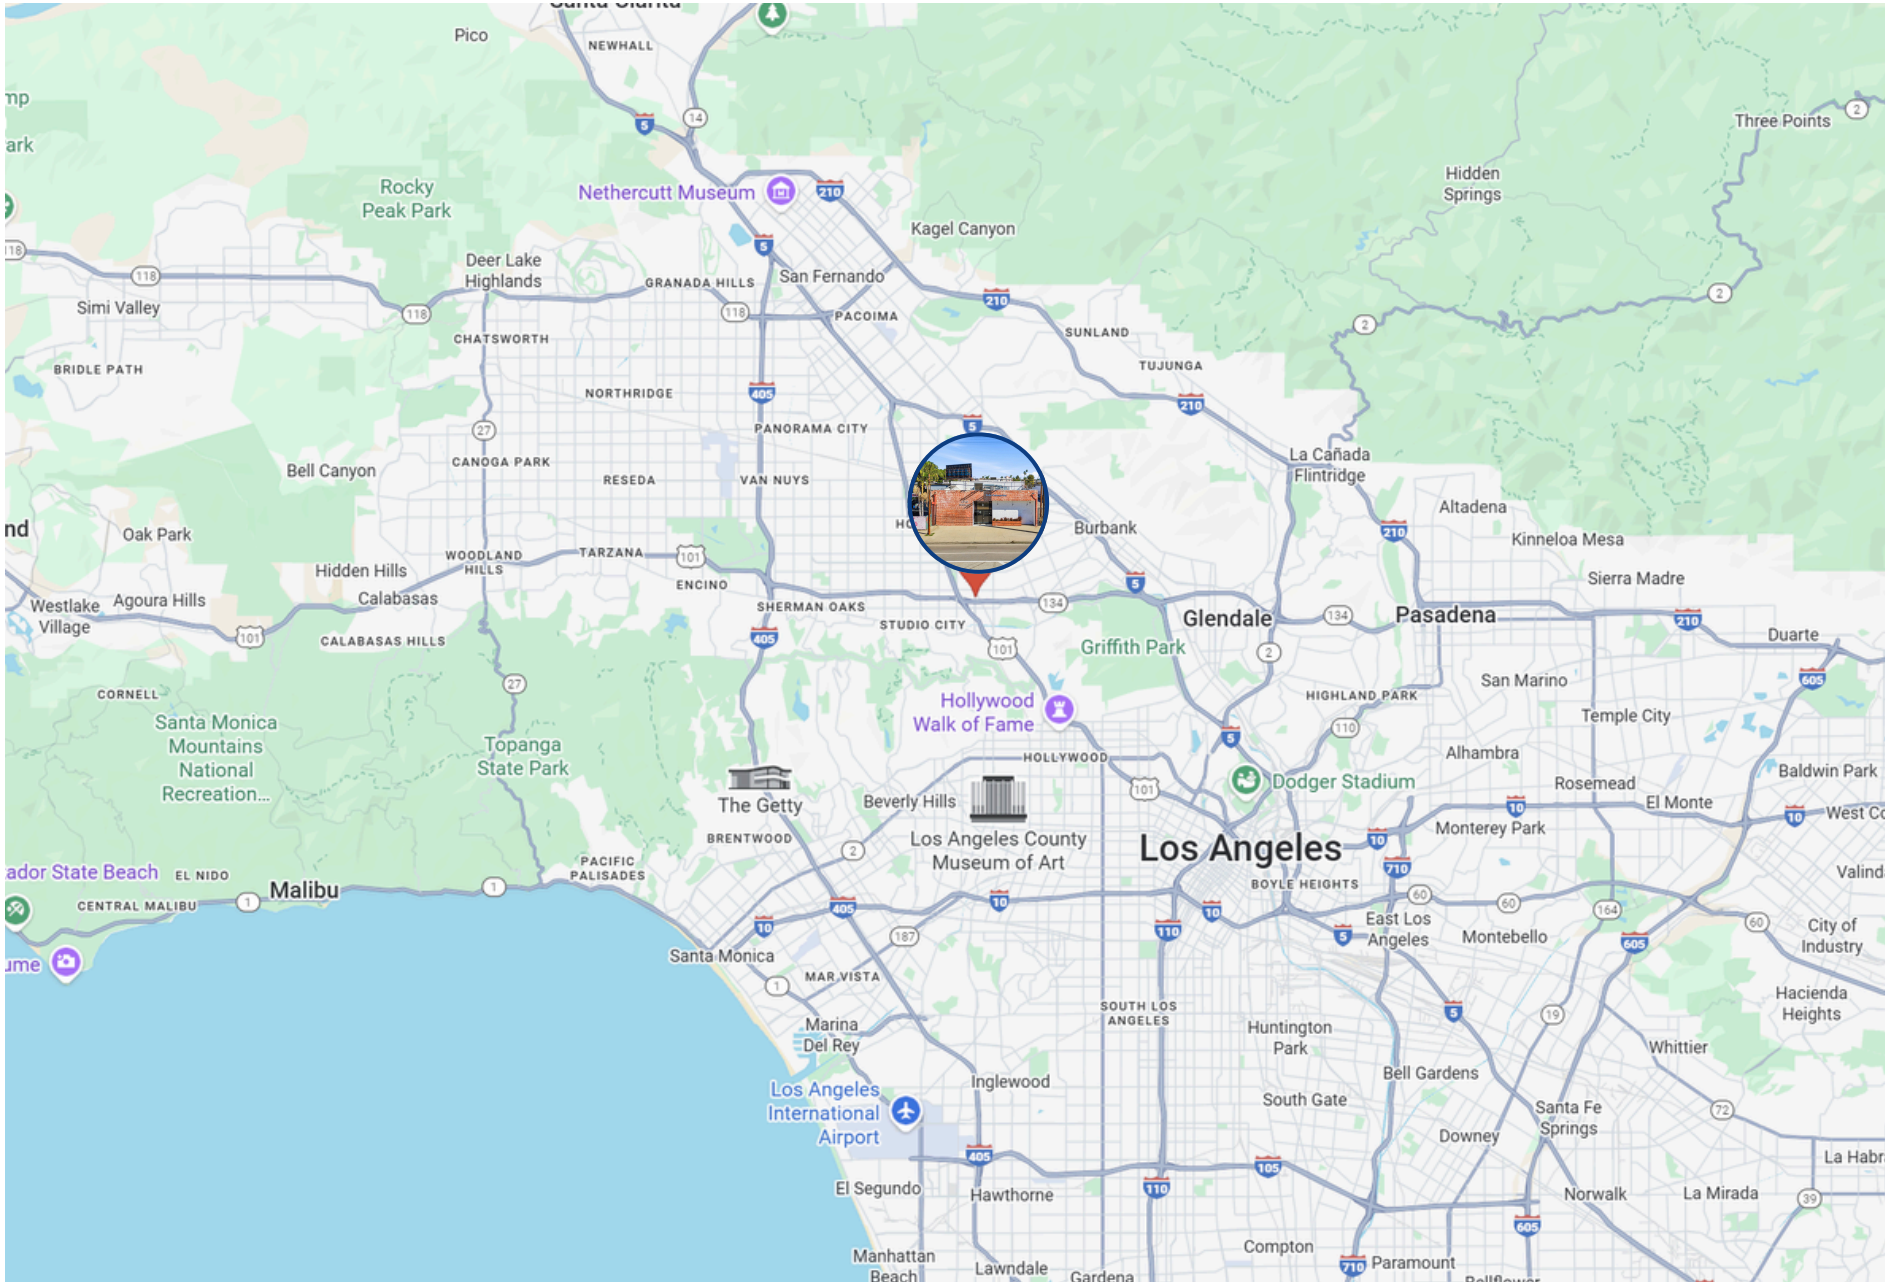 Pico
NEWHALL
5
14
Three Points
2
Hidden
Springs
Rocky
Peak Park
Nethercutt Museum
210
Kagel Canyon
5
118
Deer Lake
Highlands
118
Simi Valley
118
GRANADA HILLS
San Fernando
118
PACOIMA
210
2
2
SUNLAND
CHATSWORTH
BRIDLE PATH
TUJUNGA
NORTHRIDGE
405
210
27
PANORAMA CITY
5
Bell Canyon
CANOGA PARK
RESEDA
VAN NUYS
La Cañada
Flintridge
Altadena
nd
Oak Park
Burbank
210
Kinneloa Mesa
WOODLAND
HILLS
TARZANA
101
ENCINO
Hidden Hills
Calabasas
Sierra Madre
5
Westlake
Village
Agoura Hills
101
CALABASAS HILLS
SHERMAN OAKS
405
STUDIO CITY
134
101
Griffith Park
Glendale
134
Pasadena
210
Duarte
2
605
CORNELL
27
San Marino
HIGHLAND PARK
Hollywood
Walk of Fame
Temple City
Santa Monica
Mountains
National
Recreation...
Topanga
State Park
110
5
Alhambra
HOLLYWOOD
Baldwin Park
The Getty
Beverly Hills
101
Dodger Stadium
Rosemead
El Monte
10
10
West Co
BRENTWOOD
Los Angeles County
Museum of Art
2
Los Angeles
10
Monterey Park
710
PACIFIC
PALISADES
ador State Beach
EL NIDO
Malibu
1
1
CENTRAL MALIBU
BOYLE HEIGHTS
Valind
405
10
10
10
60
60
164
60
110
East Los
Angeles
5
Montebello
605
City of
Industry
187
Santa Monica
ume
MAR VISTA
1
SOUTH LOS
ANGELES
Hacienda
Heights
5
19
Marina
Del Rey
Huntington
Park
Whittier
Inglewood
Bell Gardens
Los Angeles
International
Airport
South Gate
Santa Fe
Springs
72
Downey
405
105
La Habr
110
El Segundo
Hawthorne
Norwalk
La Mirada
39
605
Manhattan
Beach
Lawndale
Gardena
Compton
710
Paramount